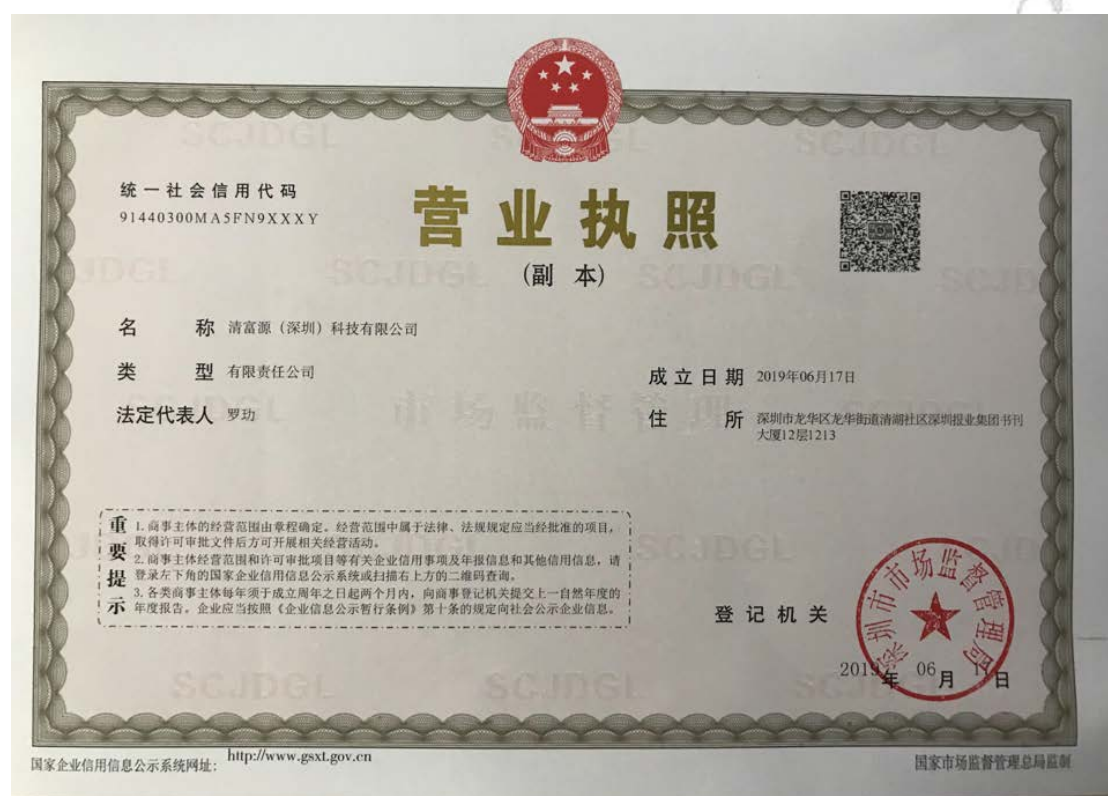 统一社会信用代码
91440300MA5FN9XXXY
营业执照
(副 本)
名 称 清富源（深圳）科技有限公司
类 型 有限责任公司
法定代表人 罗玏
成立日期 2019年06月17日
住 所 深圳市龙华区龙华街道清湖社区深圳报业集团书刊
大厦12层1213
重要提示
1. 商事主体的经营范围由章程确定。经营范围中属于法律、法规规定应当经批准的项目，
取得许可审批文件后方可开展相关经营活动。
2. 商事主体经营范围和许可审批项目等有关企业信用事项及年报信息和其他信用信息，请
登录左下角的国家企业信用信息公示系统或扫描右上方的二维码查询。
3. 各类商事主体每年须于成立周年之日起两个月内，向商事登记机关提交上一自然年度的
年度报告。企业应当按照《企业信息公示暂行条例》第十条的规定向社会公示企业信息。
登记机关
深圳市市场监督管理局
2019年 06月 17日
国家企业信用信息公示系统网址：http://www.gsxt.gov.cn
国家市场监督管理总局监制
SCJDGL
市场监督管理